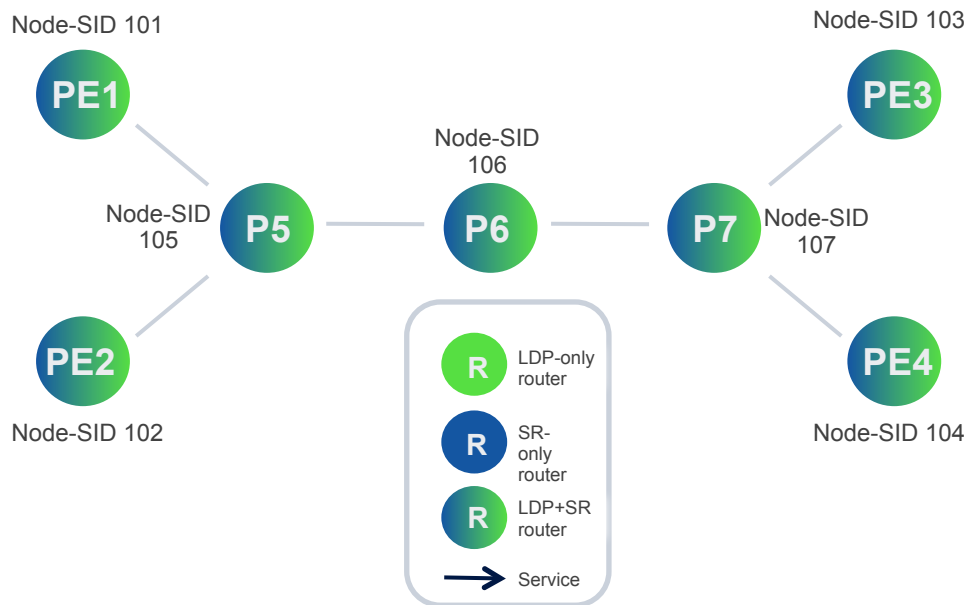 Node-SID 101
Node-SID 103
PE1
PE3
Node-SID
106
Node-SID
105
P5
P6
P7
Node-SID
107
PE2
PE4
Node-SID 102
Node-SID 104
R
LDP-only
router
R
SR-
only
router
R
LDP+SR
router
Service